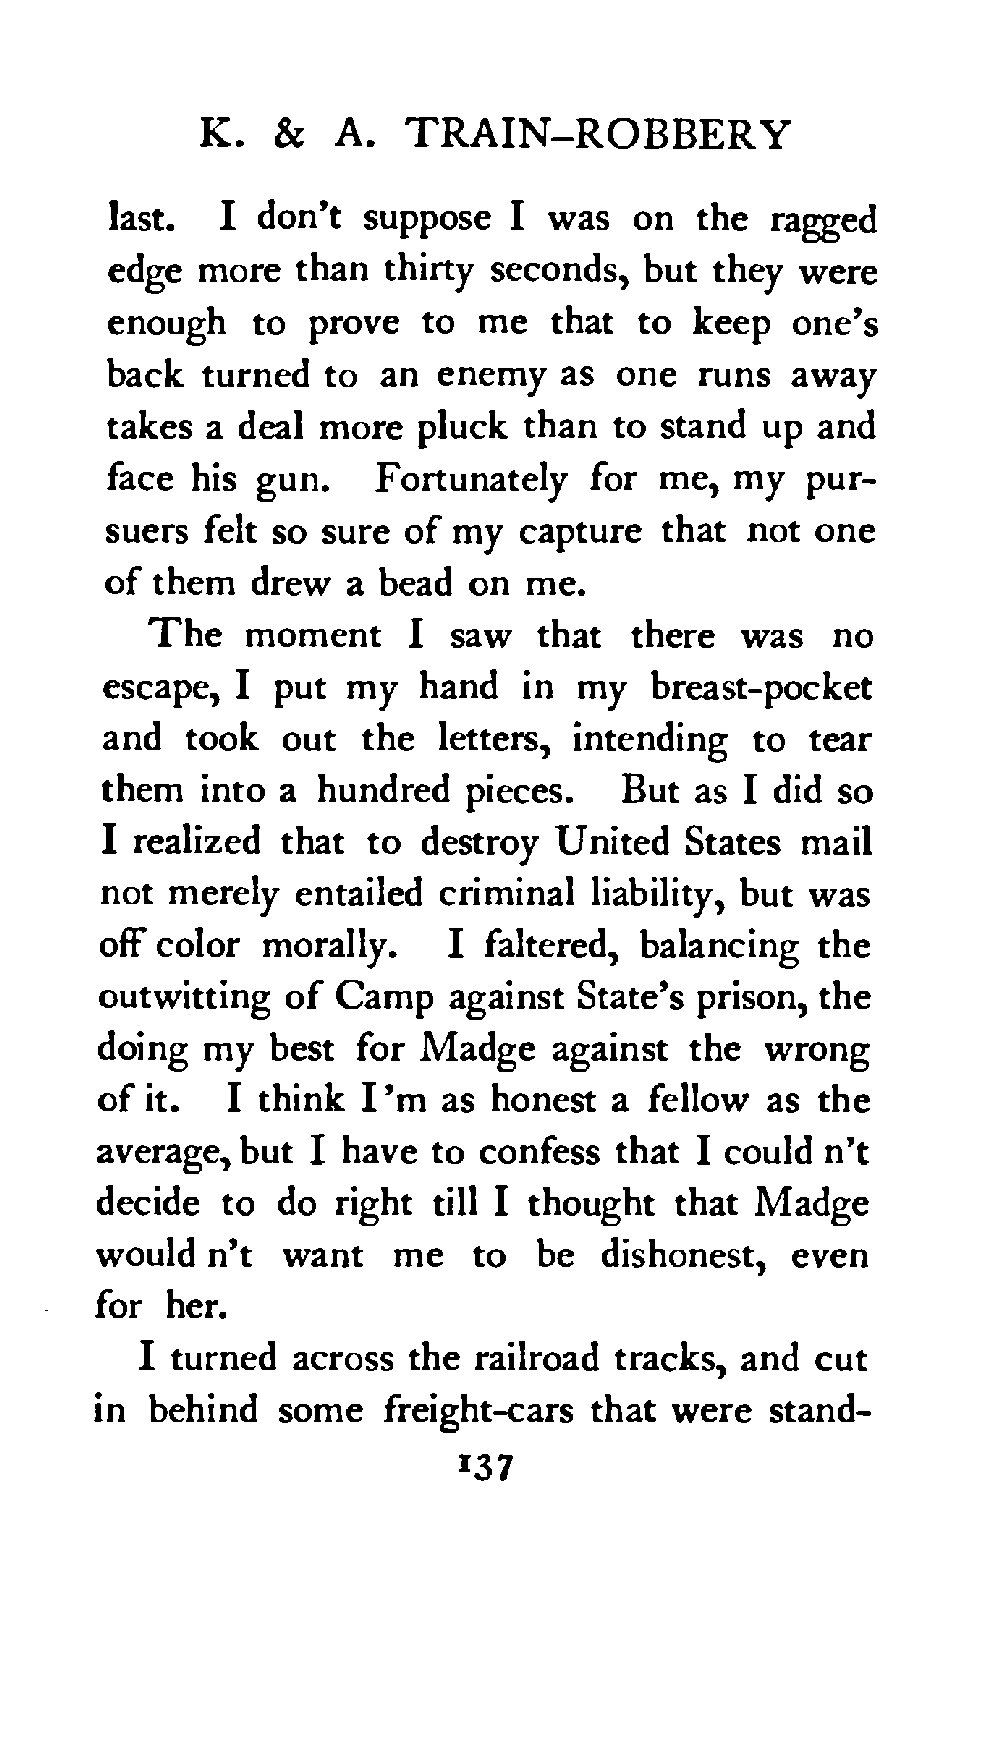 K. & A. TRAIN-ROBBERY
last. I don't suppose I was on the ragged
edge more than thirty seconds, but they were
enough to prove to me that to keep one's
back turned to an enemy as one runs away
takes a deal more pluck than to stand up and
face his gun. Fortunately for me, my pur-
suers felt so sure of my capture that not one
of them drew a bead on me.
The moment I saw that there was no
escape, I put my hand in my breast-pocket
and took out the letters, intending to tear
them into a hundred pieces. But as I did so
I realized that to destroy United States mail
not merely entailed criminal liability, but was
off color morally. I faltered, balancing the
outwitting of Camp against State's prison, the
doing my best for Madge against the wrong
of it. I think I'm as honest a fellow as the
average, but I have to confess that I could n't
decide to do right till I thought that Madge
would n't want me to be dishonest, even
for her.
I turned across the railroad tracks, and cut
in behind some freight-cars that were stand-
137